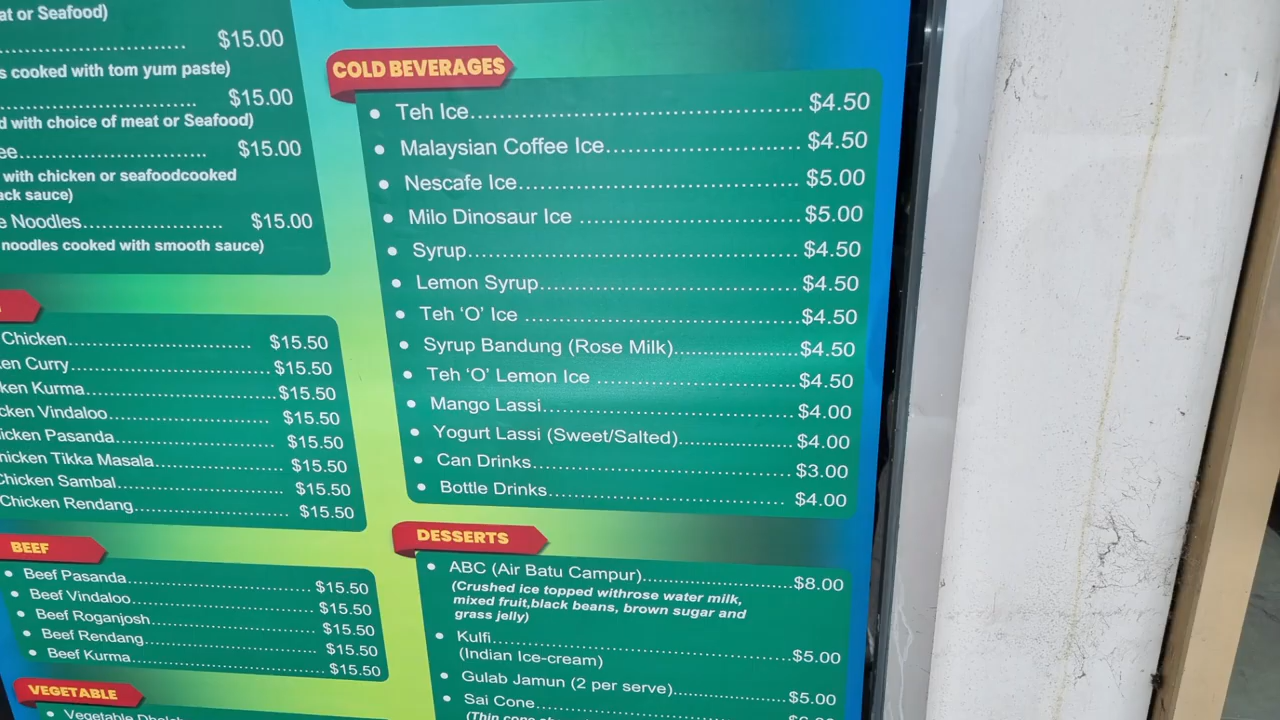 at or Seafood)
$15.00
s cooked with tom yum paste)
$15.00
d with choice of meat or Seafood)
ee $15.00
with chicken or seafoodcooked
ack sauce)
e Noodles $15.00
noodles cooked with smooth sauce)
Chicken $15.50
en Curry $15.50
ken Kurma $15.50
cken Vindaloo $15.50
icken Pasanda $15.50
hicken Tikka Masala $15.50
Chicken Sambal $15.50
Chicken Rendang $15.50
BEEF
• Beef Pasanda $15.50
• Beef Vindaloo $15.50
• Beef Roganjosh $15.50
• Beef Rendang $15.50
• Beef Kurma $15.50
VEGETABLE
COLD BEVERAGES
• Teh Ice $4.50
• Malaysian Coffee Ice $4.50
• Nescafe Ice $5.00
• Milo Dinosaur Ice $5.00
• Syrup $4.50
• Lemon Syrup $4.50
• Teh ‘O’ Ice $4.50
• Syrup Bandung (Rose Milk) $4.50
• Teh ‘O’ Lemon Ice $4.50
• Mango Lassi $4.00
• Yogurt Lassi (Sweet/Salted) $4.00
• Can Drinks $3.00
• Bottle Drinks $4.00
DESSERTS
• ABC (Air Batu Campur) $8.00
(Crushed ice topped withrose water milk,
mixed fruit,black beans, brown sugar and
grass jelly)
• Kulfi $5.00
(Indian Ice-cream)
• Gulab Jamun (2 per serve) $5.00
• Sai Cone